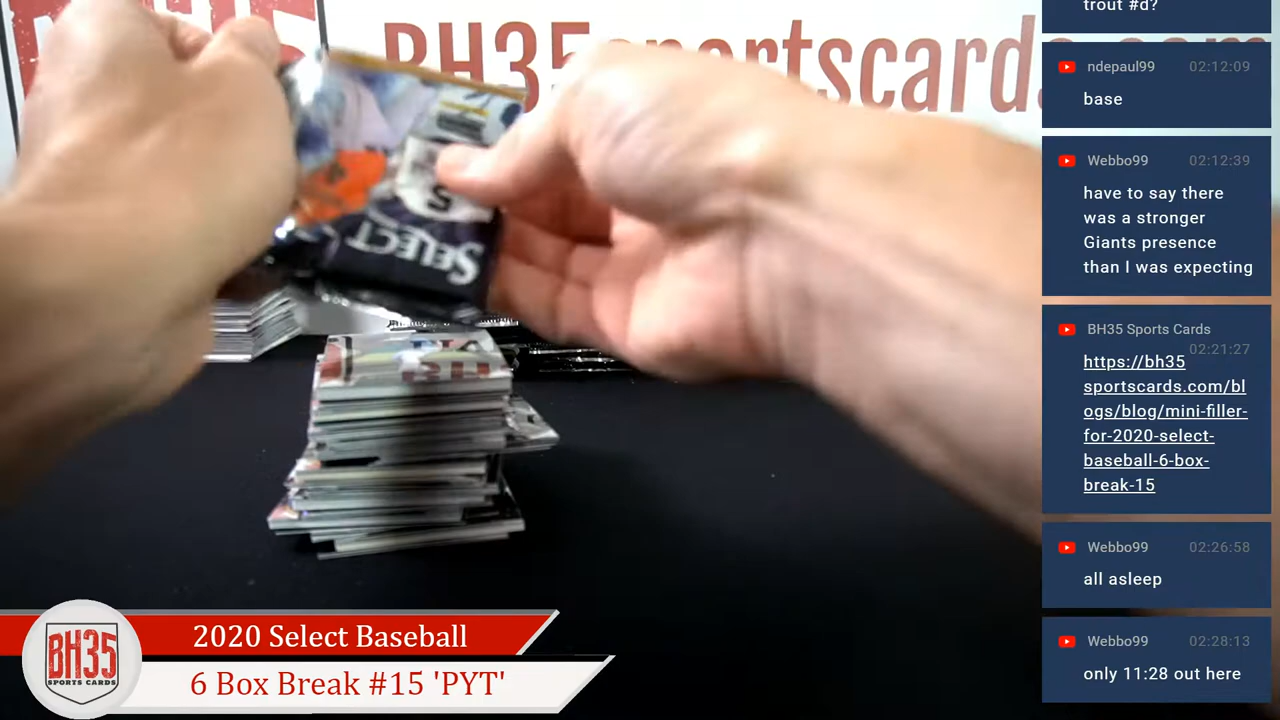 BH35sportscards.com
SELECT
trout #d?
ndepaul99 02:12:09
base
Webbo99 02:12:39
have to say there
was a stronger
Giants presence
than I was expecting
BH35 Sports Cards
02:21:27
https://bh35
sportscards.com/bl
ogs/blog/mini-filler-
for-2020-select-
baseball-6-box-
break-15
Webbo99 02:26:58
all asleep
Webbo99 02:28:13
only 11:28 out here
BH35
SPORTS CARDS
2020 Select Baseball
6 Box Break #15 'PYT'